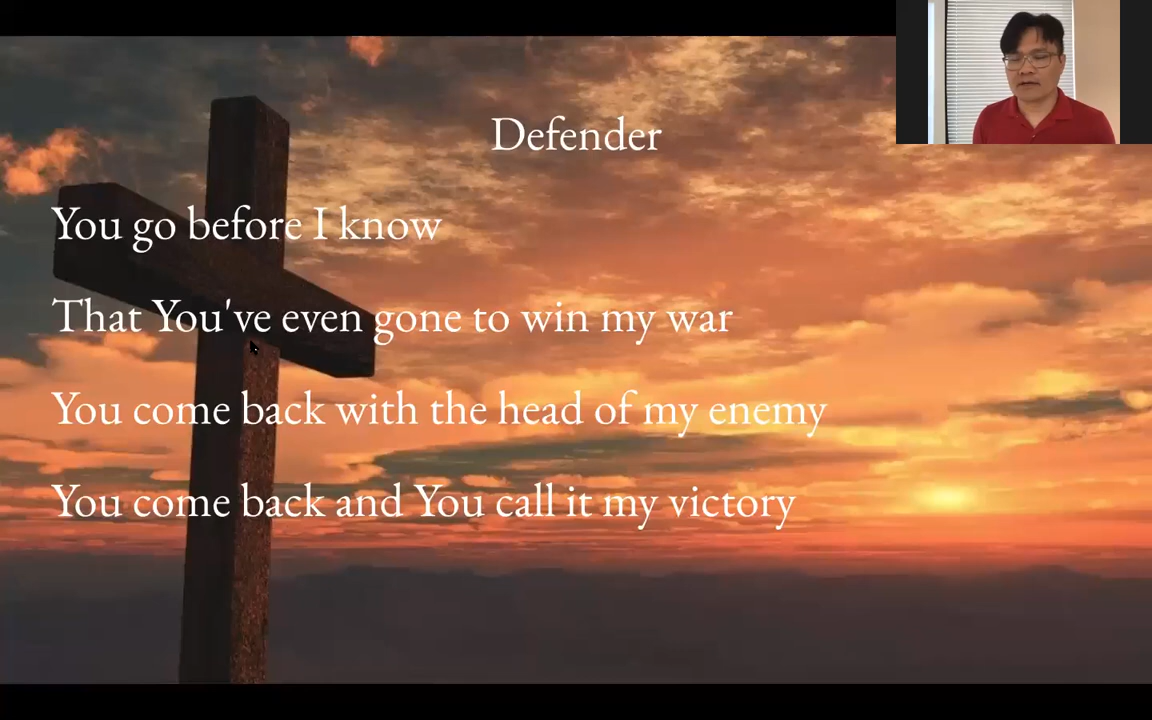 Defender
You go before I know
That You've even gone to win my war
You come back with the head of my enemy
You come back and You call it my victory